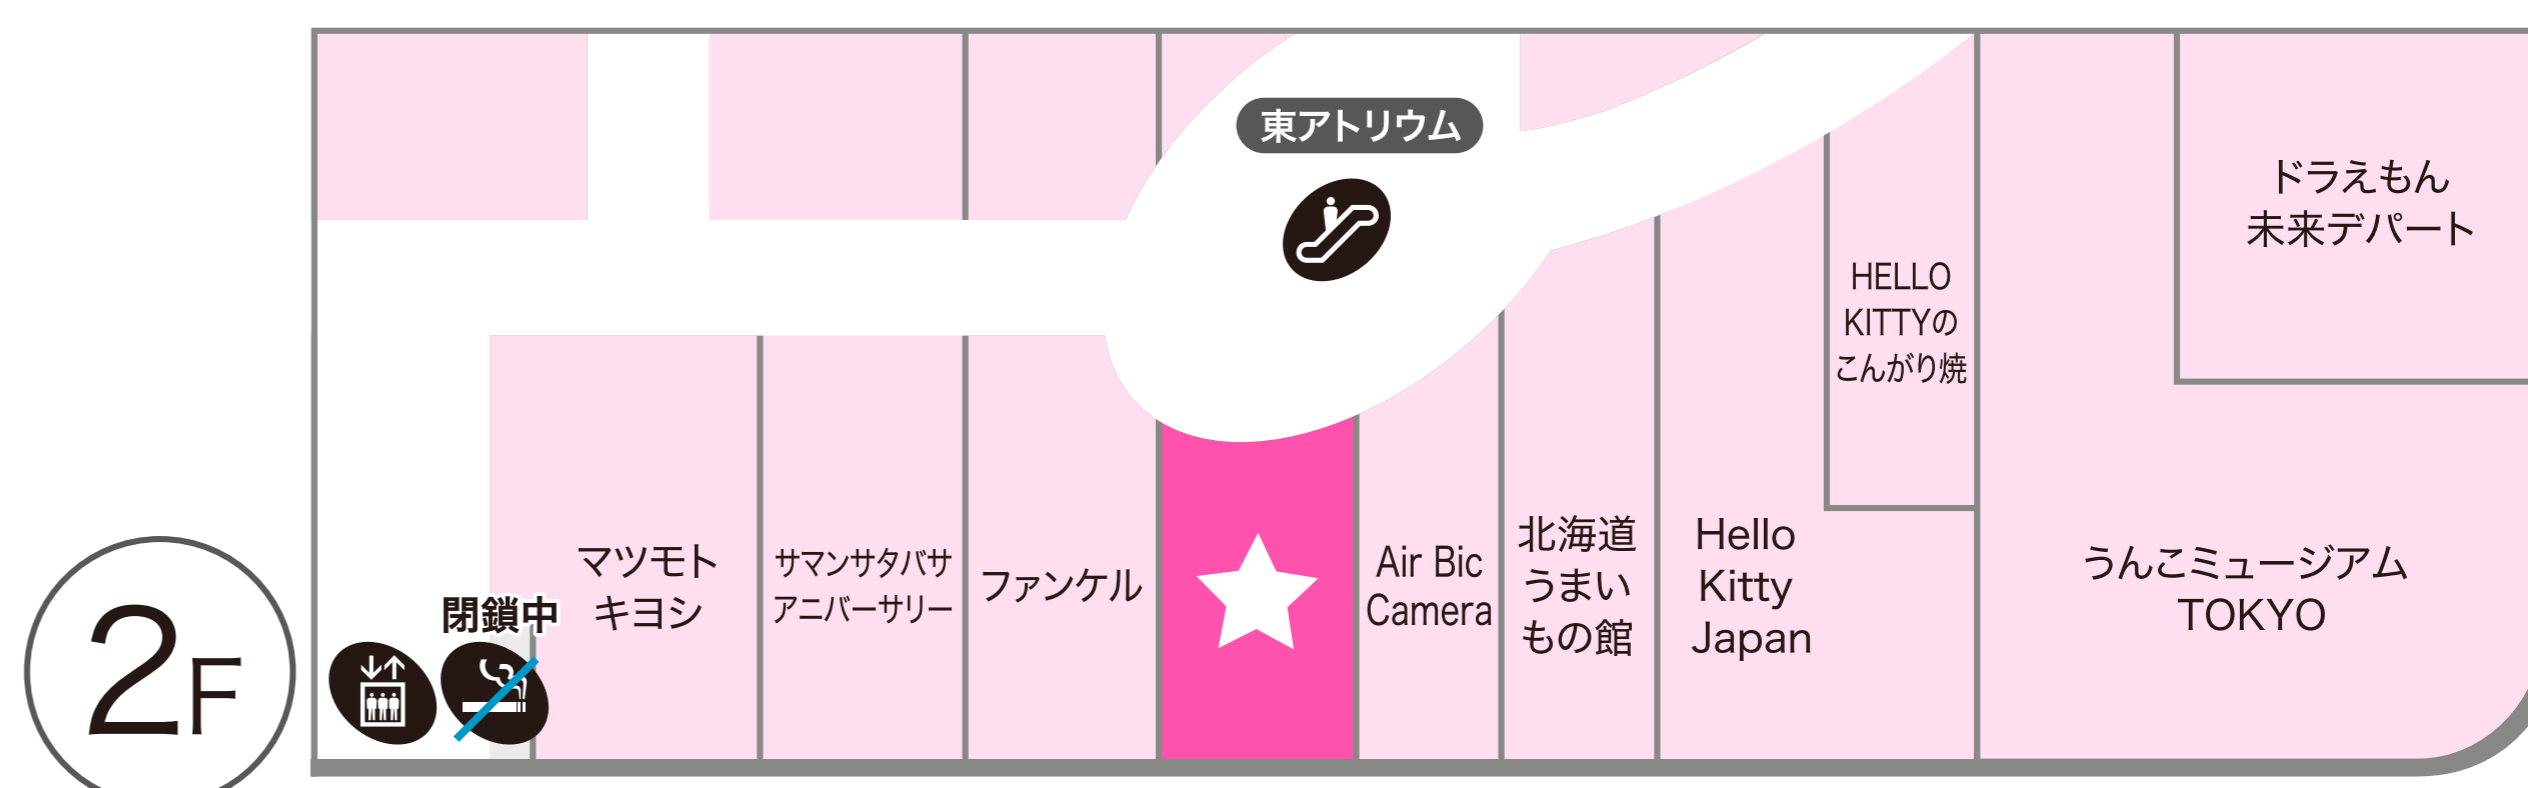 東アトリウム
ドラえもん
未来デパート
HELLO
KITTYの
こんがり焼
マツモト
キヨシ
サマンサタバサ
アニバーサリー
ファンケル
Air Bic
Camera
北海道
うまい
もの館
Hello
Kitty
Japan
うんこミュージアム
TOKYO
閉鎖中
2F